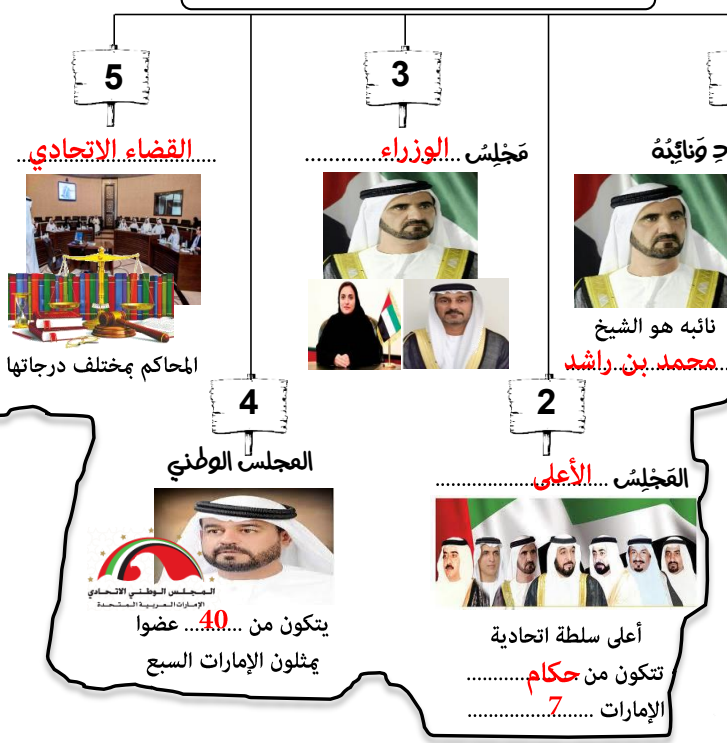 د وَنائِبُهُ
نائبه هو الشيخ
محمد بن راشد
3
مَجْلِسُ ....الوزراء....
5
القضاء الاتحادي
المحاكم بمختلف درجاتها
2
المَجْلِسُ ....الأعلى....
أعلى سلطة اتحادية
تتكون من حكام
الإمارات ....7....
4
المجلس الوطني
المجلس الوطني الاتحادي
الإمارات العربية المتحدة
يتكون من ..40.. عضوا
يمثلون الإمارات السبع